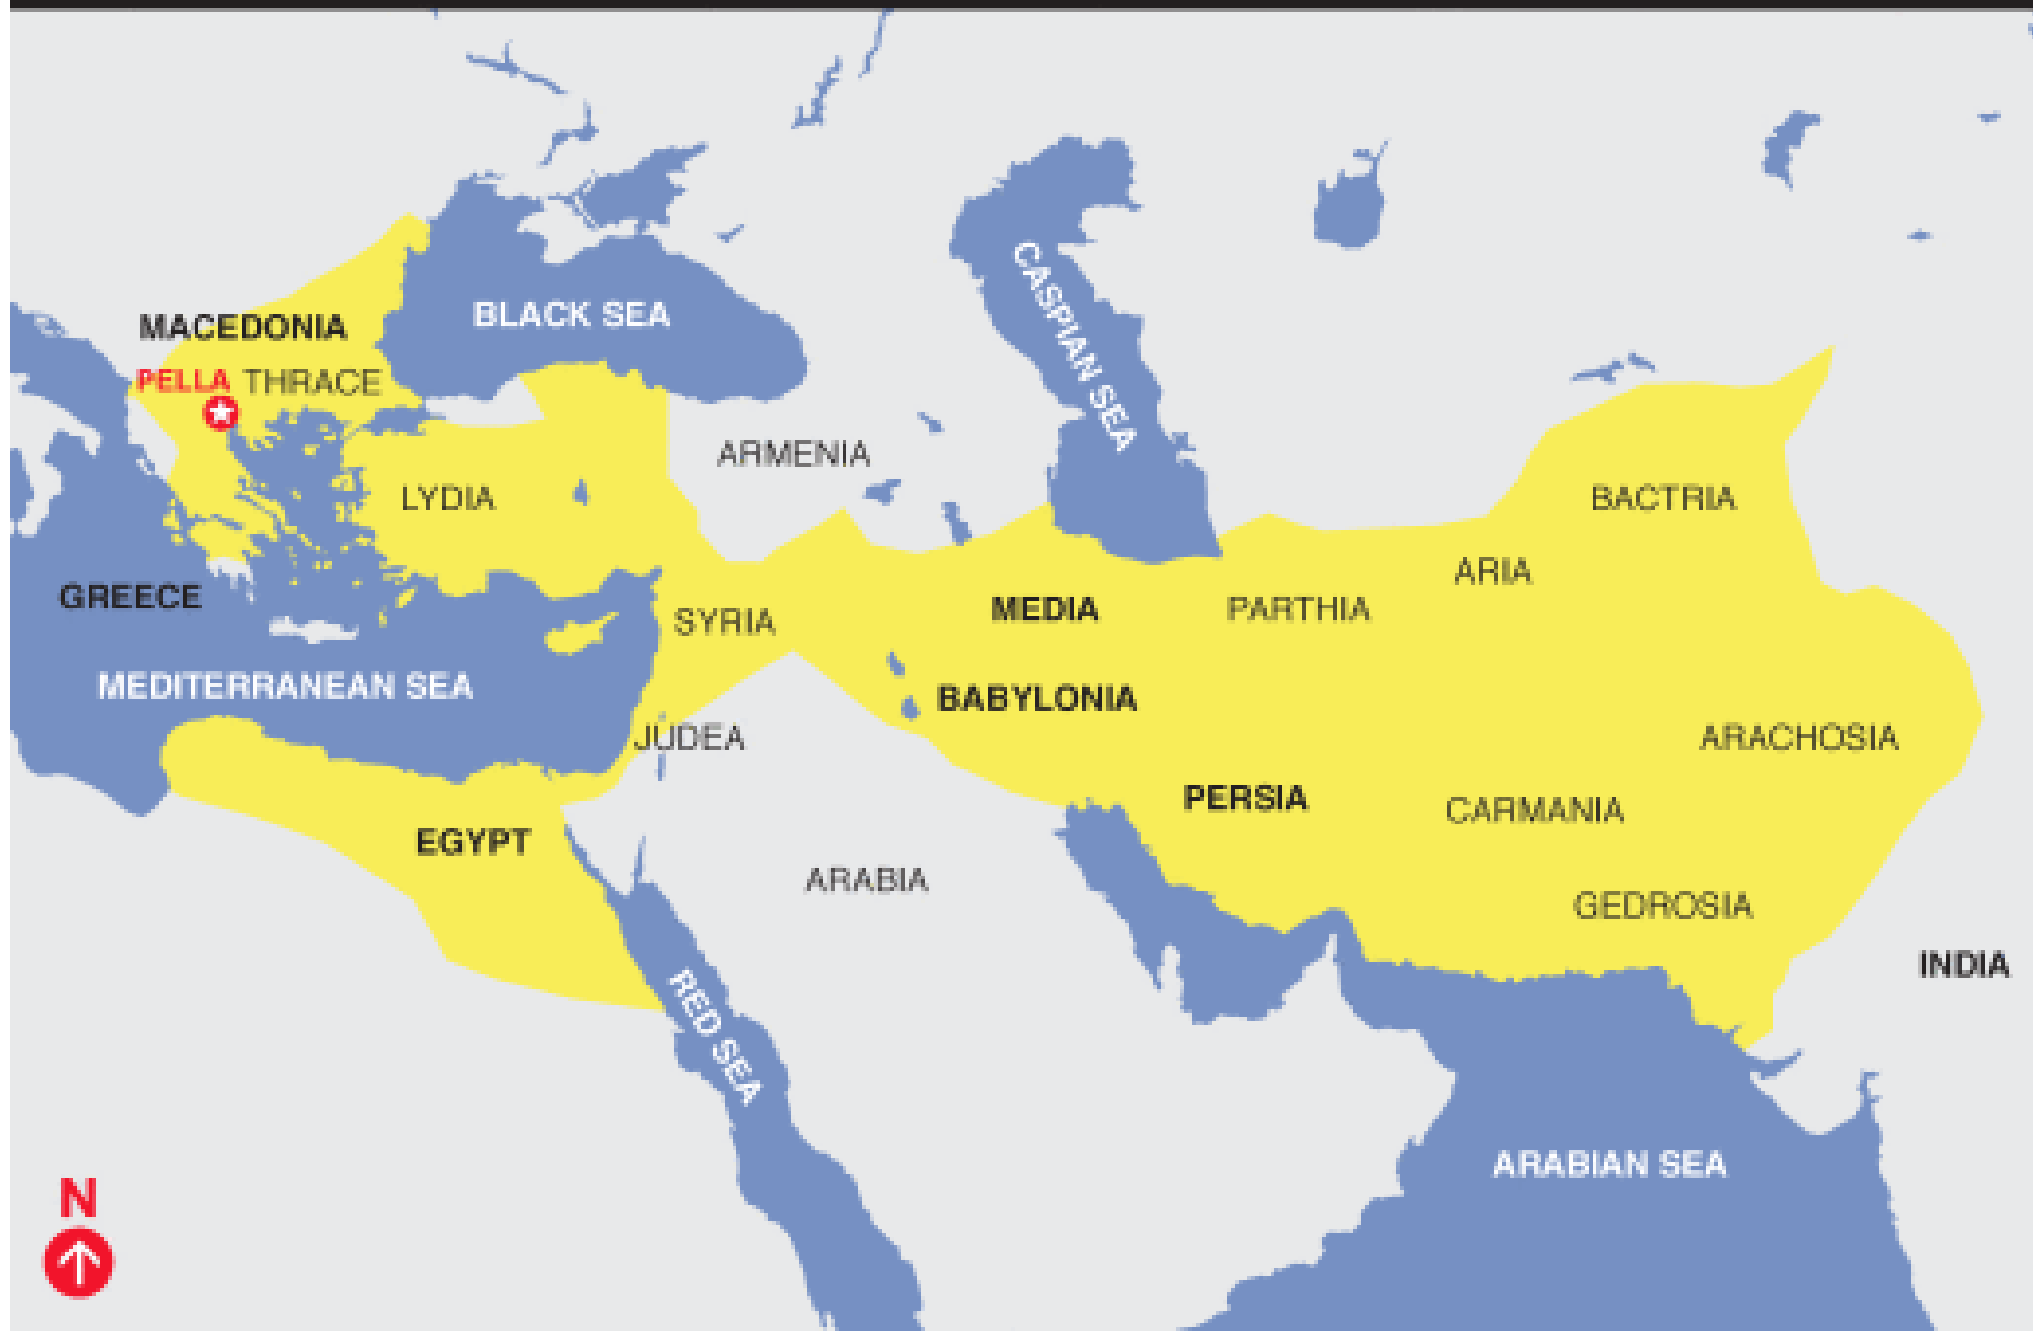 BLACK SEA
CASPIAN SEA
MACEDONIA
PELLA
THRACE
ARMENIA
LYDIA
BACTRIA
ARIA
GREECE
SYRIA
MEDIA
PARTHIA
MEDITERRANEAN SEA
BABYLONIA
JUDEA
ARACHOSIA
PERSIA
CARMANIA
EGYPT
ARABIA
GEDROSIA
INDIA
RED SEA
ARABIAN SEA
N